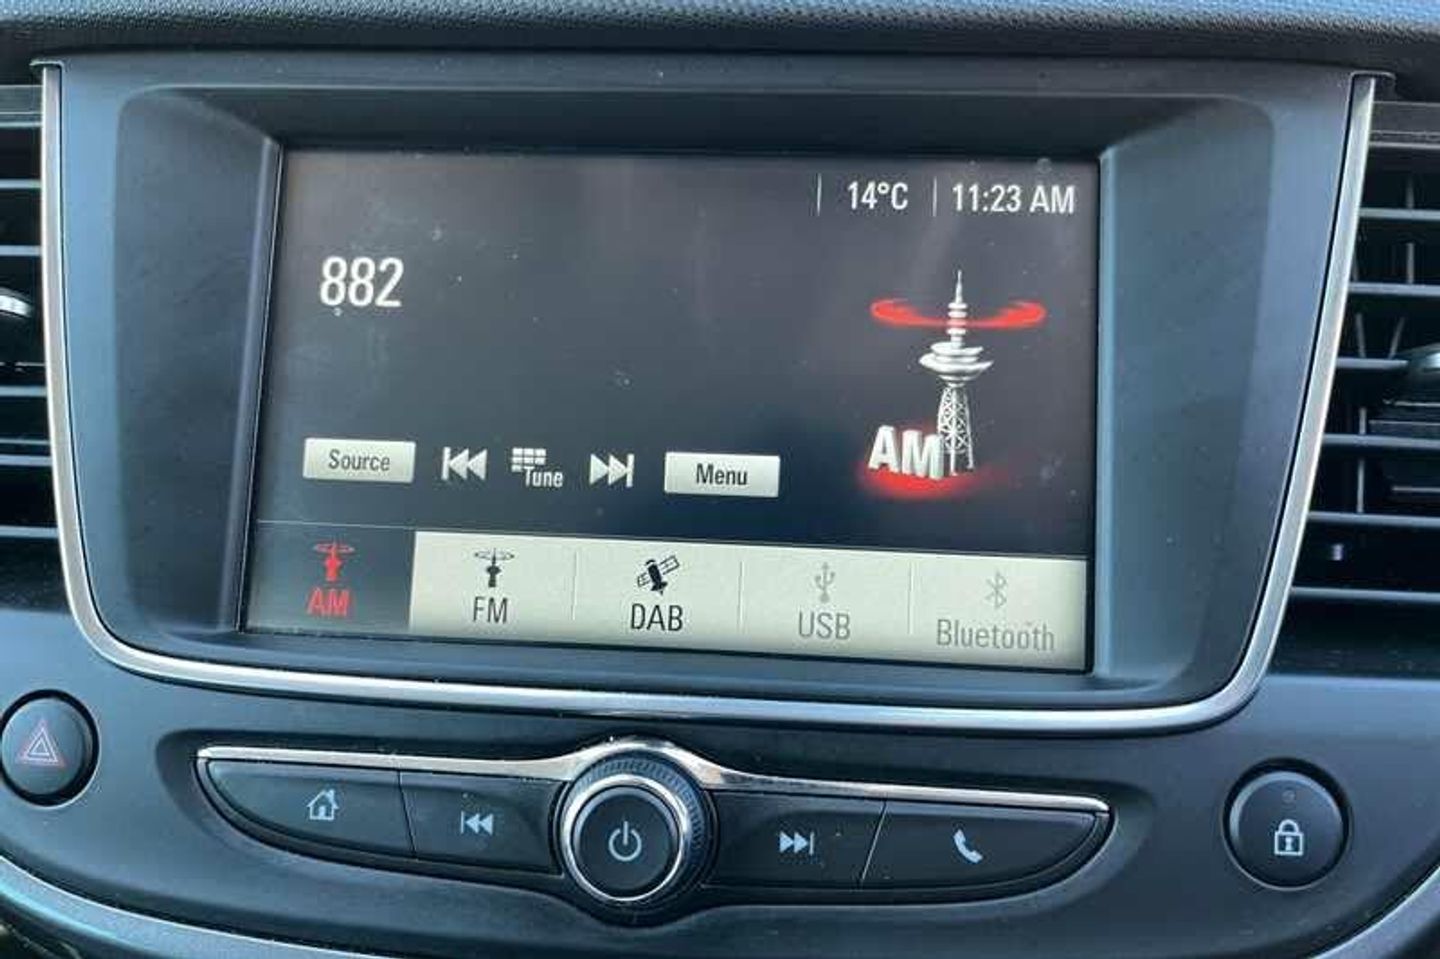 14°C 11:23 AM
882
AM
Source Tune Menu
AM FM DAB USB Bluetooth